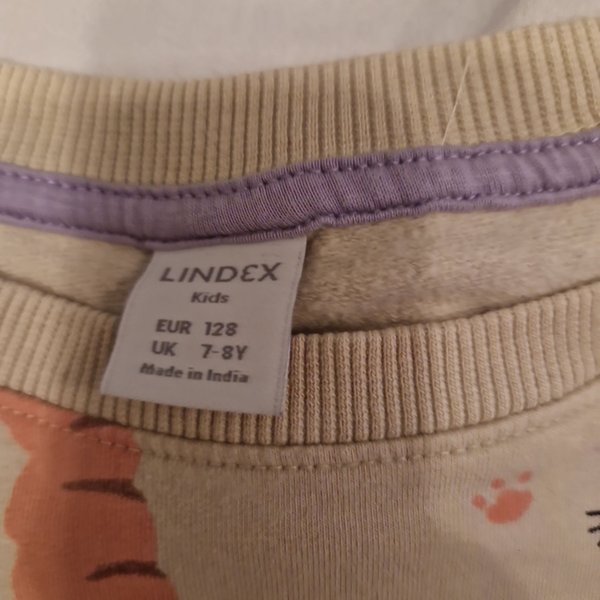 LINDEX
Kids
EUR 128
UK 7-8Y
Made in India